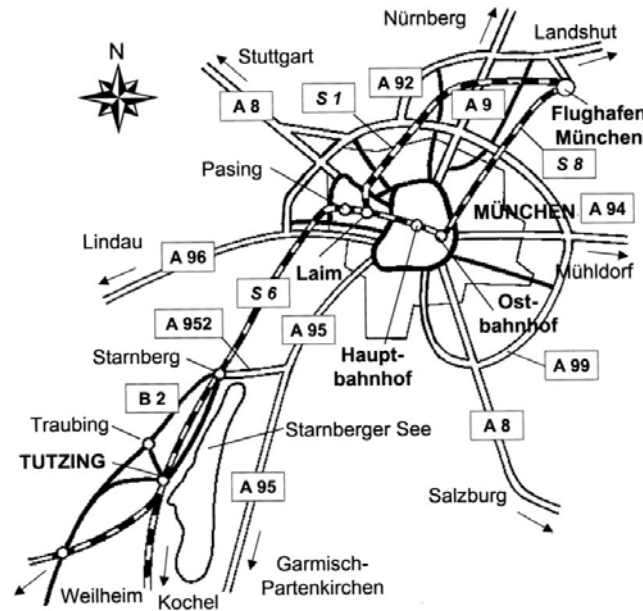 Nürnberg
Landshut
N
Stuttgart
A 92
S 1
A 9
A 8
Flughafen
München
S 8
Pasing
MÜNCHEN
A 94
Lindau
A 96
Laim
Mühldorf
S 6
Ost-
bahnhof
A 952
A 95
Haupt-
bahnhof
Starnberg
A 99
B 2
Traubing
Starnberger See
A 8
TUTZING
A 95
Salzburg
Garmisch-
Partenkirchen
Weilheim
Kochel